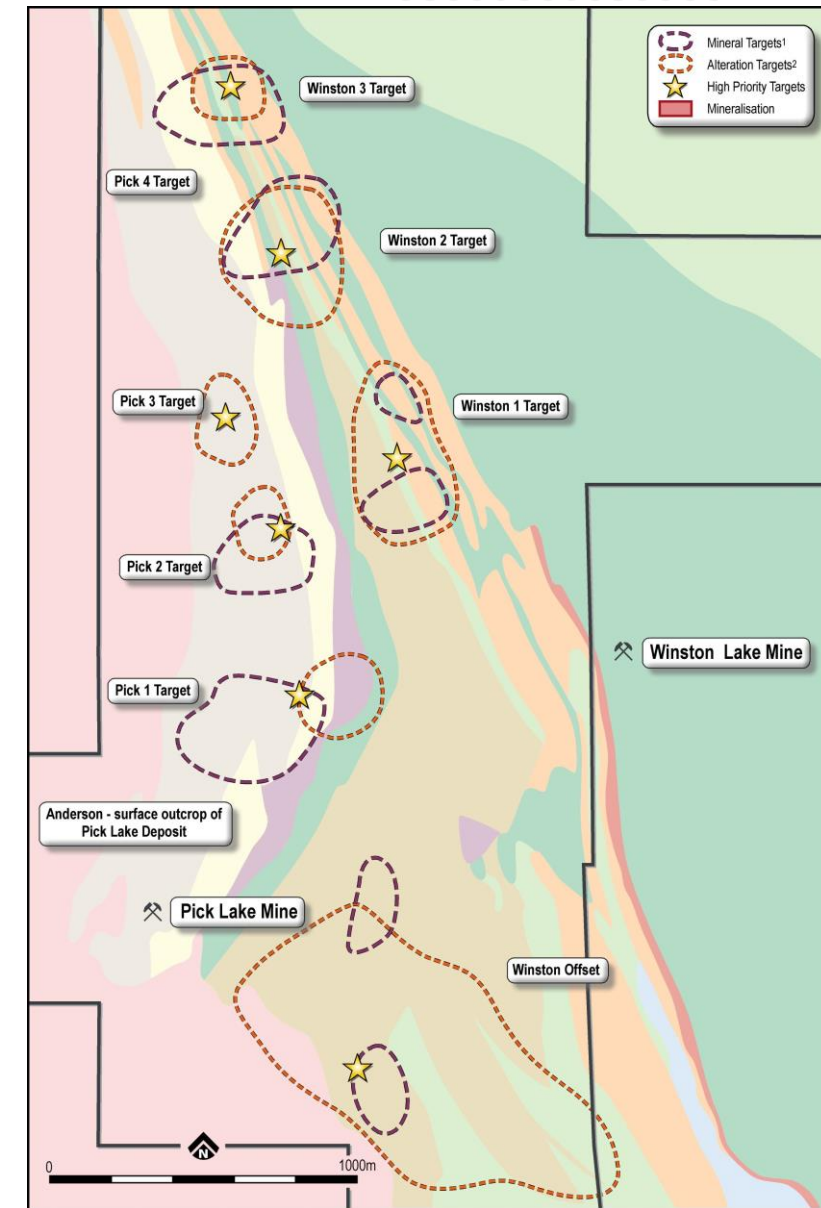 Mineral Targets¹
Alteration Targets²
High Priority Targets
Mineralisation
Winston 3 Target
Pick 4 Target
Winston 2 Target
Pick 3 Target
Winston 1 Target
Pick 2 Target
Winston Lake Mine
Pick 1 Target
Anderson - surface outcrop of
Pick Lake Deposit
Pick Lake Mine
Winston Offset
N
0
1000m